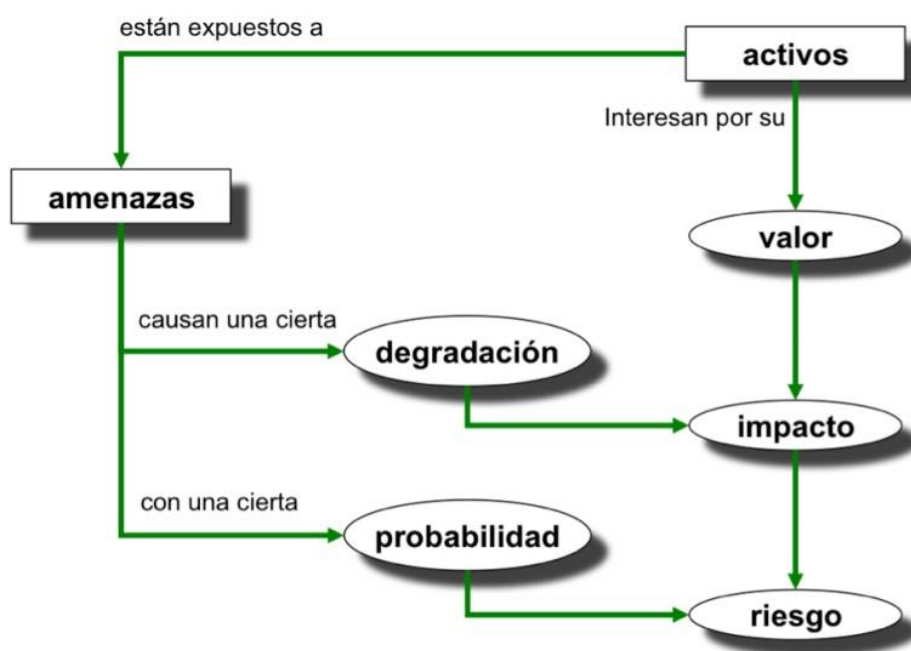 están expuestos a
activos
Interesan por su
amenazas
valor
causan una cierta
degradación
impacto
con una cierta
probabilidad
riesgo